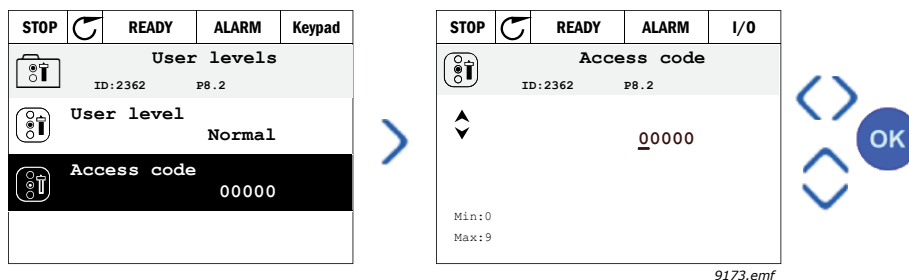 STOP READY ALARM Keypad
User levels
ID:2362 P8.2
User level
Normal
Access code
00000
STOP READY ALARM I/O
Access code
ID:2362 P8.2
00000
Min:0
Max:9
OK
9173.emf